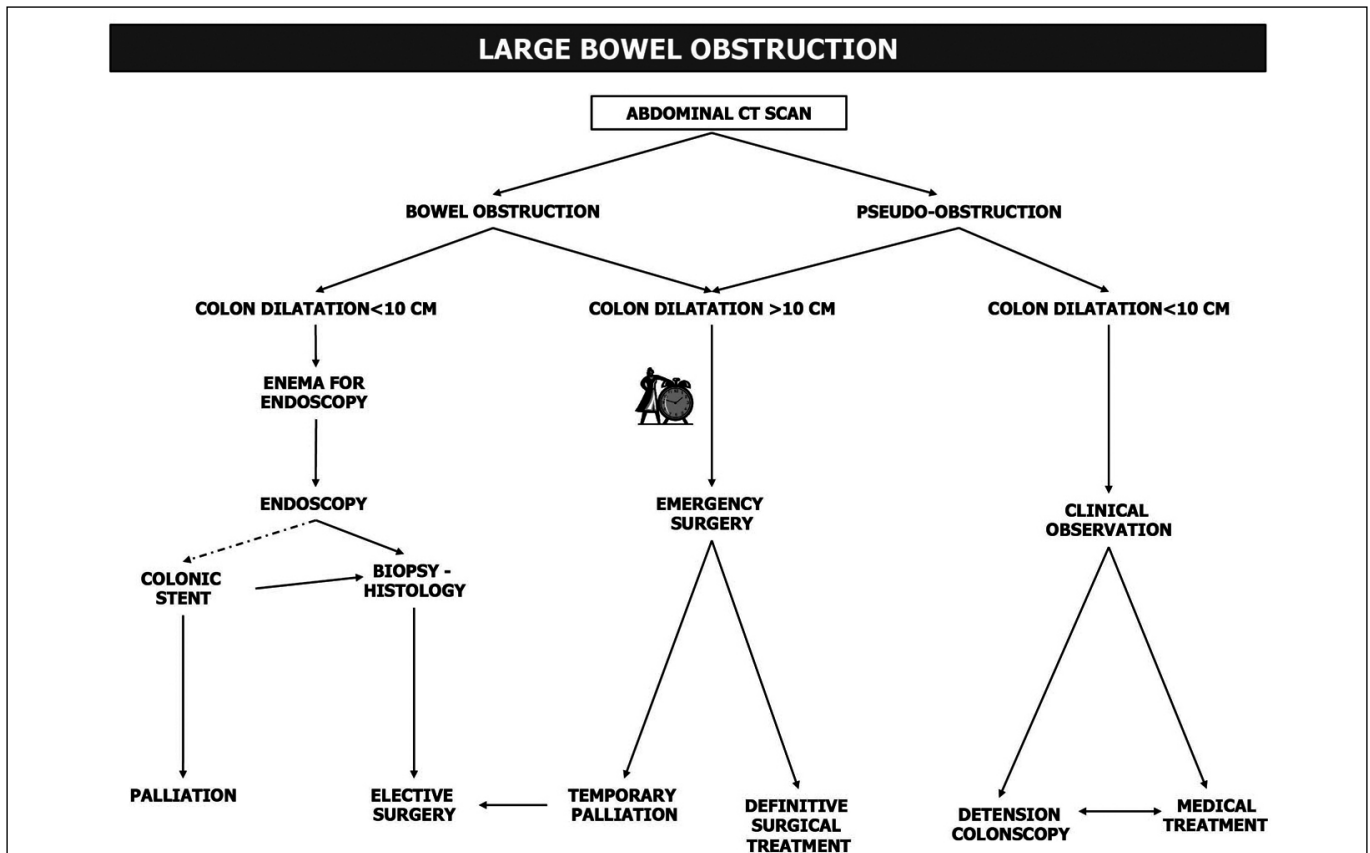 LARGE BOWEL OBSTRUCTION
ABDOMINAL CT SCAN
BOWEL OBSTRUCTION
PSEUDO-OBSTRUCTION
COLON DILATATION<10 CM
COLON DILATATION >10 CM
COLON DILATATION<10 CM
ENEMA FOR
ENDOSCOPY
ENDOSCOPY
EMERGENCY
SURGERY
CLINICAL
OBSERVATION
COLONIC
STENT
BIOPSY -
HISTOLOGY
PALLIATION
ELECTIVE
SURGERY
TEMPORARY
PALLIATION
DEFINITIVE
SURGICAL
TREATMENT
DETENSION
COLONSCOPY
MEDICAL
TREATMENT